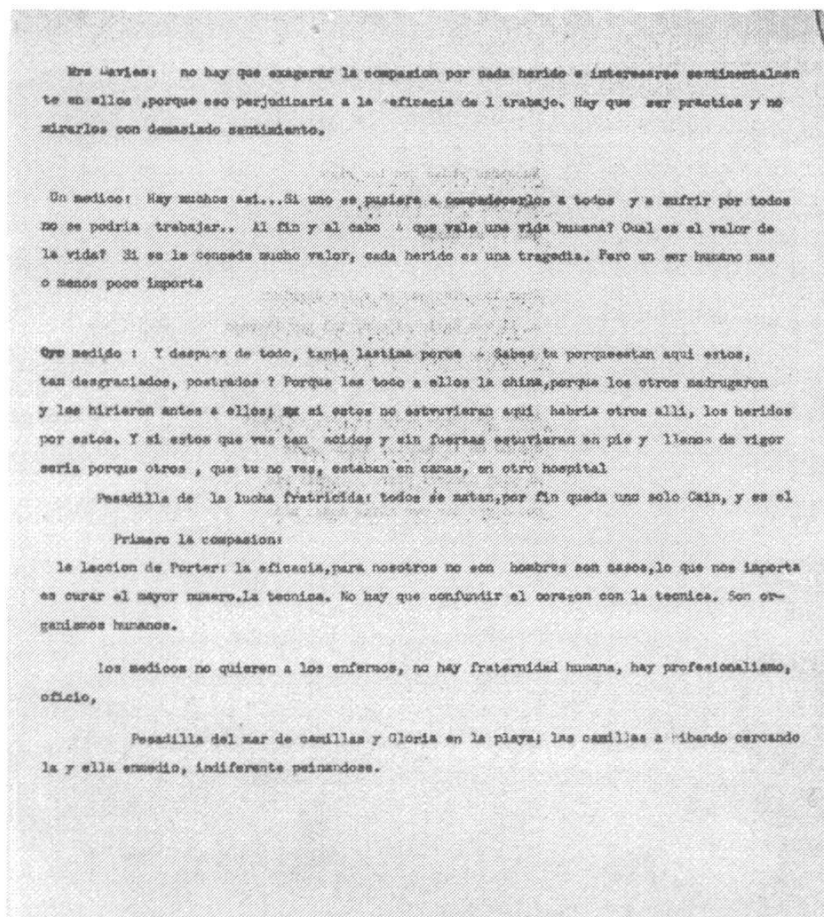 Mrs Davies: no hay que exagerar la compasion por cada herido e interesarse sentimentalmen
te en ellos ,porque eso perjudicaria a la eficacia de l trabajo. Hay que ser practica y no
mirarlos con demasiado sentimiento.
Un medico: Hay muchos asi...Si uno se pusiera a compadecerlos a todos y a sufrir por todos
no se podria trabajar.. Al fin y al cabo que vale una vida humana? Cual es el valor de
la vida? Si se le concede mucho valor, cada herido es una tragedia. Pero un ser humano mas
o menos poco importa
medido : Y despues de todo, tanta lastima Sabes tu porqueestan aqui estos,
tan desgraciados, postrados ? Porque les toco a ellos la china,porque los otros madrugaron
y les hirieron antes a ellos; si estos no estuvieran aqui habria otros alli, los heridos
por estos. Y si estos que ves tan acidos y sin fuerzas estuvieran en pie y llenos de vigor
seria porque otros , que tu no ves, estaban en camas, en otro hospital
Pesadilla de la lucha fratricida: todos se matan,por fin queda uno solo Cain, y es el
Primero la compasion:
le leccion de Porter: la eficacia,para nosotros no son hombres son casos,lo que nos importa
es curar el mayor numero.la tecnica. No hay que confundir el corazon con la tecnica. Son or-
ganismos humanos.
los medicos no quieren a los enfermos, no hay fraternidad humana, hay profesionalismo,
oficio,
Pesadilla del mar de camillas y Gloria en la playa; las camillas a ribando cercando
la y ella enmedio, indiferente peinandose.